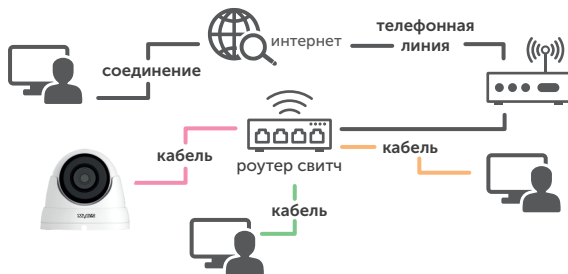 интернет
телефонная
линия
соединение
кабель
роутер свитч
кабель
кабель